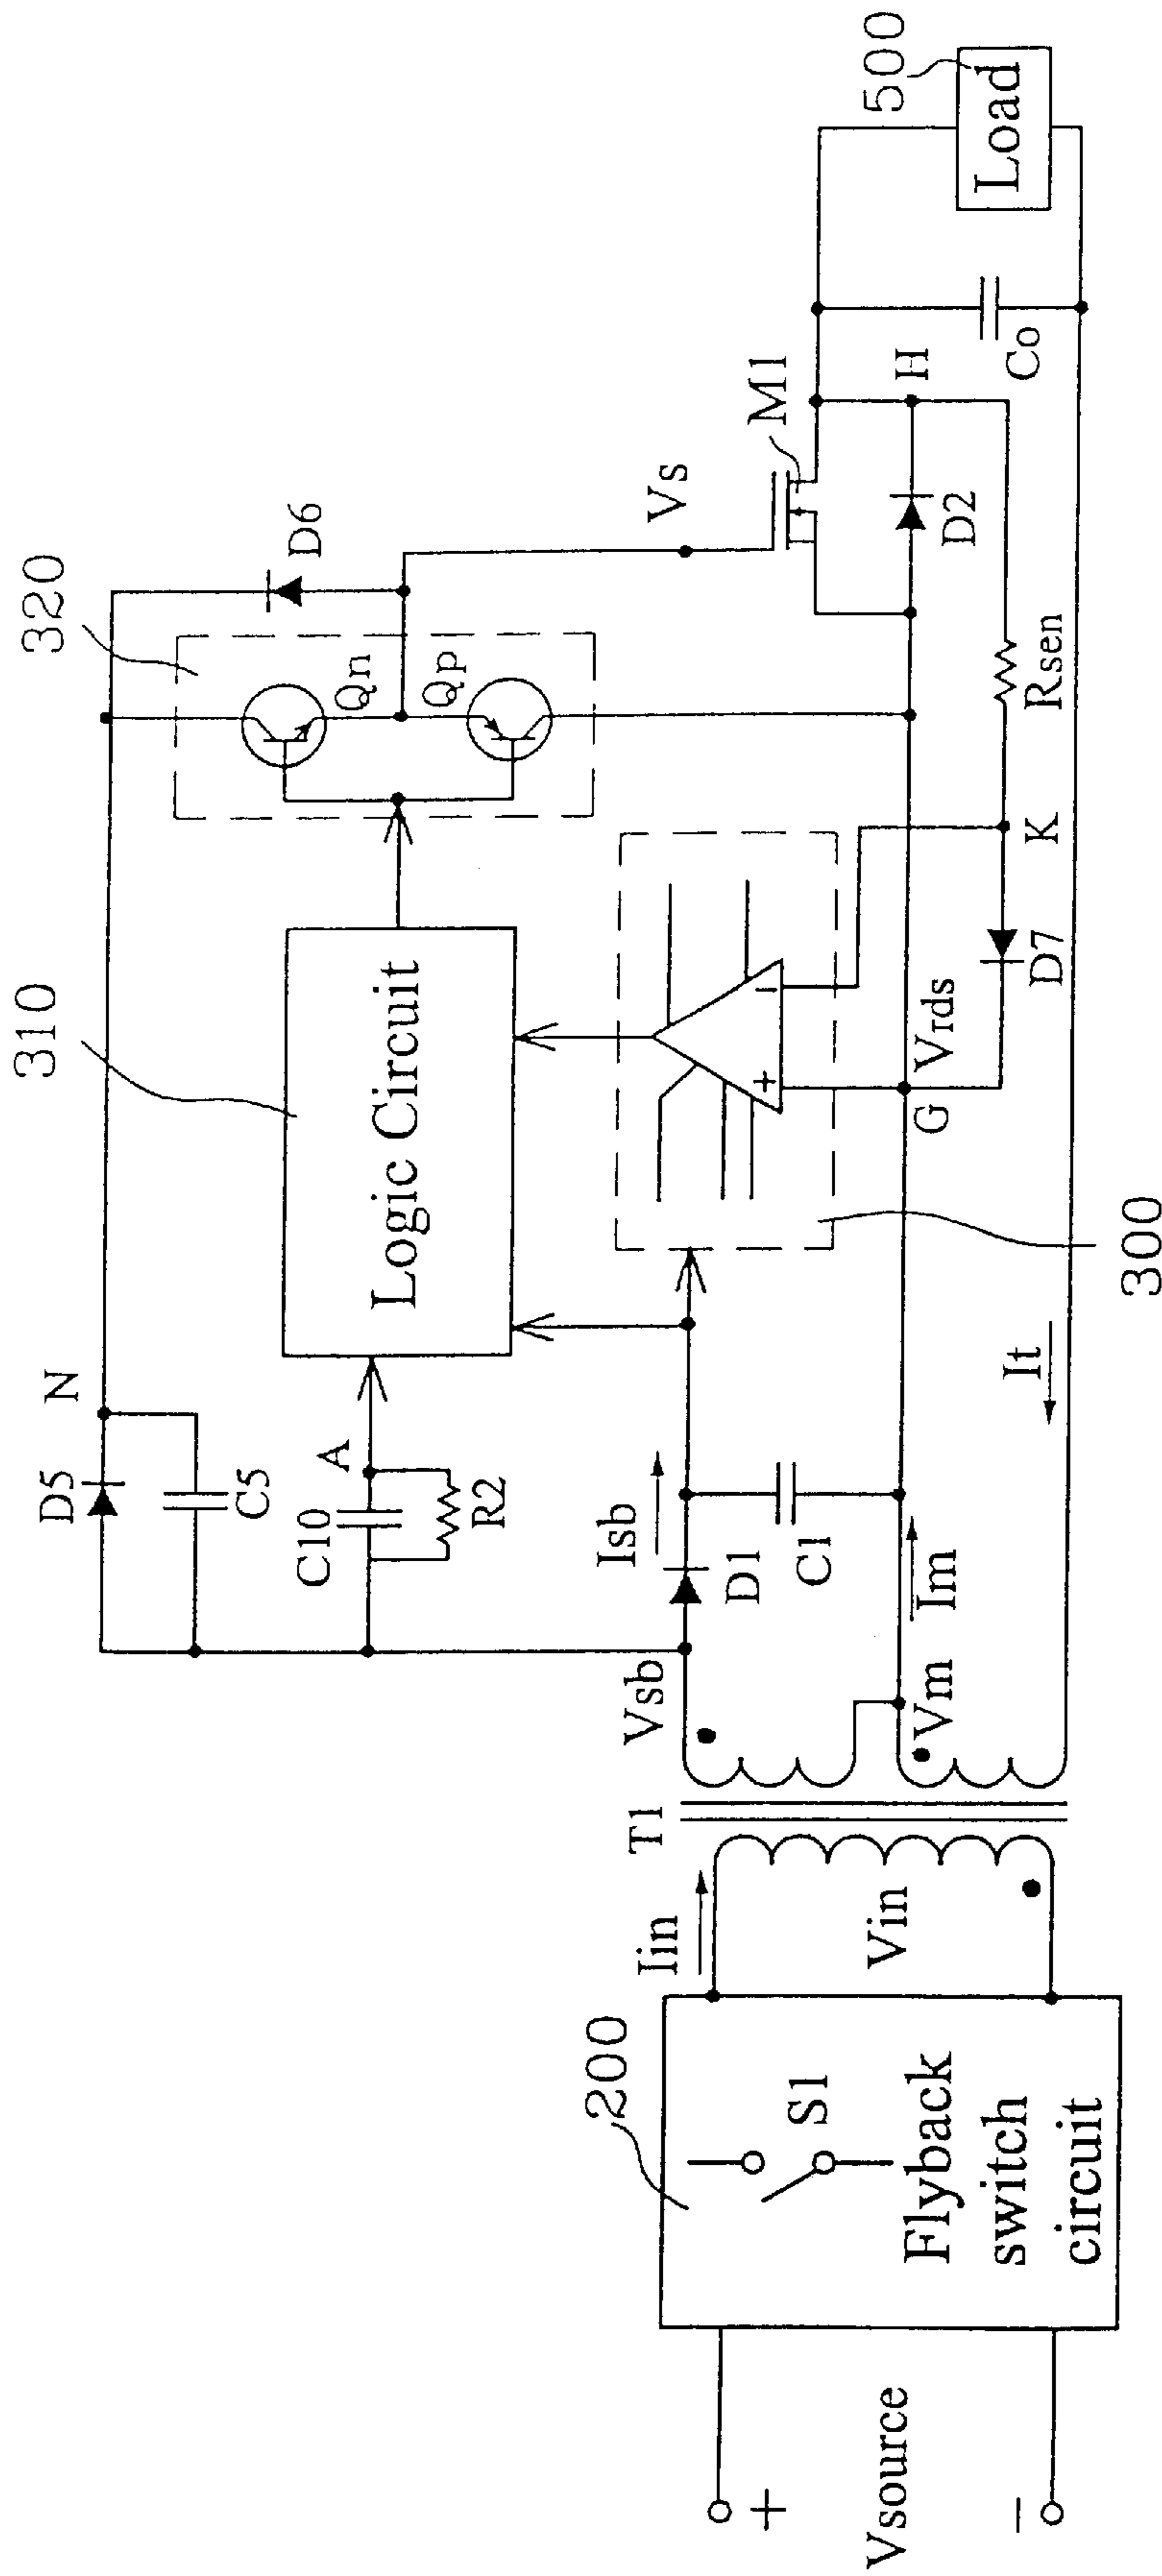 320
310
D6
N
D5
C5
Qn
Qp
Logic Circuit
A
C10
R2
Vs
M1
500
Load
H
Co
D2
Rsen
K
D7
Vrds
G
+
−
300
Isb
D1
C1
Vsb
Im
Vm
It
T1
Iin
Vin
200
S1
Flyback
switch
circuit
+
Vsource
−